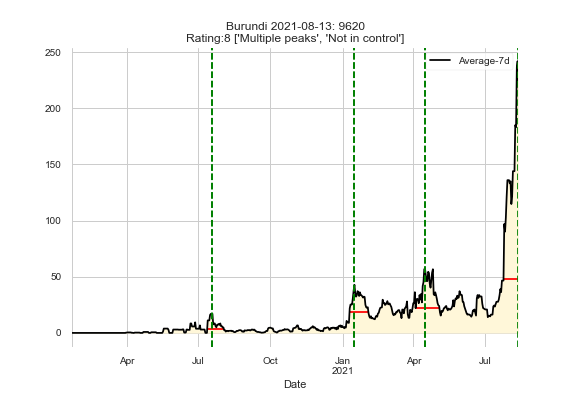 Burundi 2021-08-13: 9620
Rating:8 ['Multiple peaks', 'Not in control']
Average-7d
250
200
150
100
50
0
Apr
Jul
Oct
Jan
2021
Apr
Jul
Date